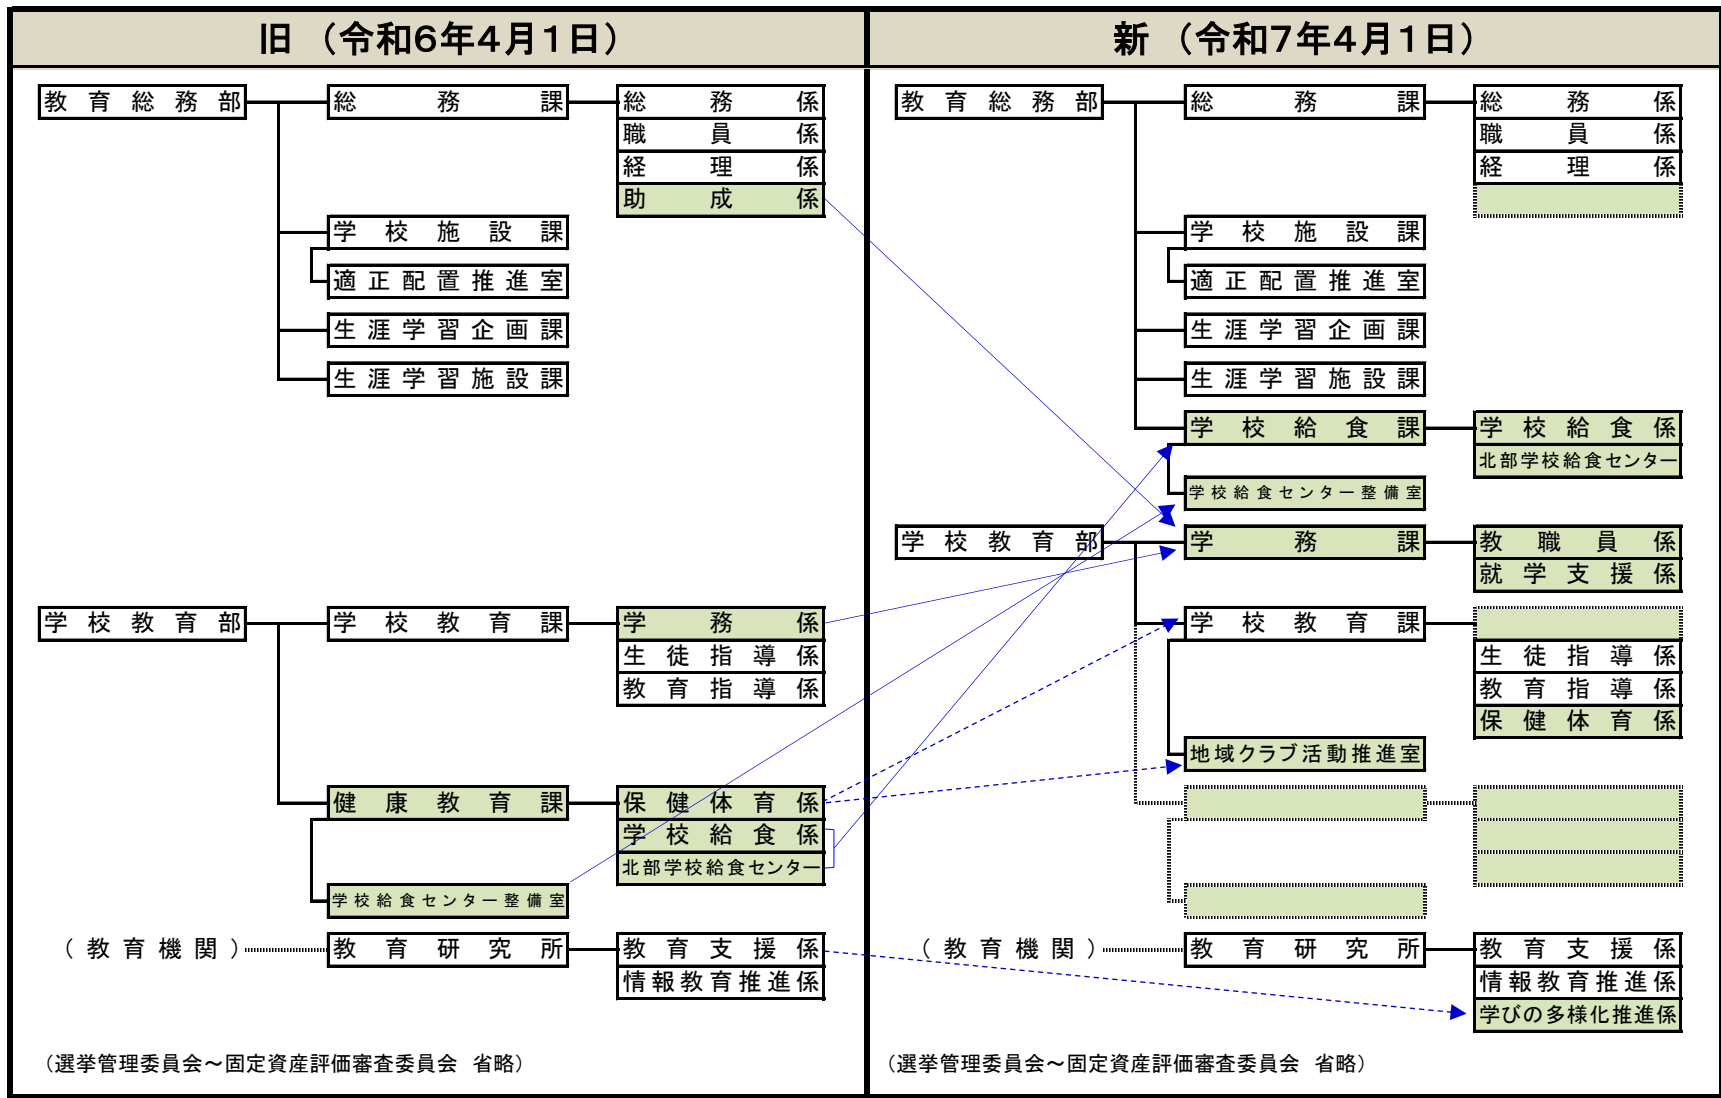 旧 （令和６年４月１日）
教育総務部
総務課
総務係
職員係
経理係
助成係
学校施設課
適正配置推進室
生涯学習企画課
生涯学習施設課
学校教育部
学校教育課
学務係
生徒指導係
教育指導係
健康教育課
保健体育係
学校給食係
北部学校給食センター
学校給食センター整備室
（教育機関）
教育研究所
教育支援係
情報教育推進係
（選挙管理委員会～固定資産評価審査委員会　省略）
新 （令和７年４月１日）
教育総務部
総務課
総務係
職員係
経理係
学校施設課
適正配置推進室
生涯学習企画課
生涯学習施設課
学校給食課
学校給食係
北部学校給食センター
学校給食センター整備室
学校教育部
学務課
教職員係
就学支援係
学校教育課
生徒指導係
教育指導係
保健体育係
地域クラブ活動推進室
（教育機関）
教育研究所
教育支援係
情報教育推進係
学びの多様化推進係
（選挙管理委員会～固定資産評価審査委員会　省略）